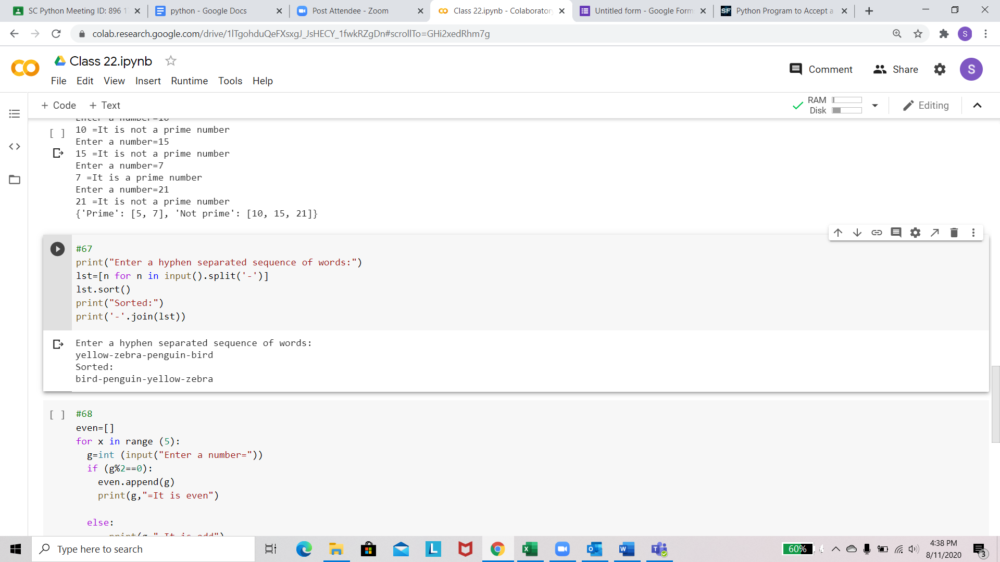 SC Python Meeting ID: 896 1
python - Google Docs
Post Attendee - Zoom
Class 22.ipynb - Colaboratory
Untitled form - Google Form
Python Program to Accept a
colab.research.google.com/drive/1lTgohduQeFXsxgJ_JsHECY_1fwkRZgDn#scrollTo=GHi2xedRhm7g
S
Class 22.ipynb
Comment
Share
S
File Edit View Insert Runtime Tools Help
+ Code + Text
RAM
Disk
Editing
Enter a number=10
[ ]
10 =It is not a prime number
Enter a number=15
15 =It is not a prime number
Enter a number=7
7 =It is a prime number
Enter a number=21
21 =It is not a prime number
{'Prime': [5, 7], 'Not prime': [10, 15, 21]}
#67
print("Enter a hyphen separated sequence of words:")
lst=[n for n in input().split('-')]
lst.sort()
print("Sorted:")
print('-'.join(lst))
Enter a hyphen separated sequence of words:
yellow-zebra-penguin-bird
Sorted:
bird-penguin-yellow-zebra
[ ] #68
even=[]
for x in range (5):
g=int (input("Enter a number="))
if (g%2==0):
even.append(g)
print(g,"=It is even")
else:
Type here to search
60%
4:38 PM
8/11/2020
3